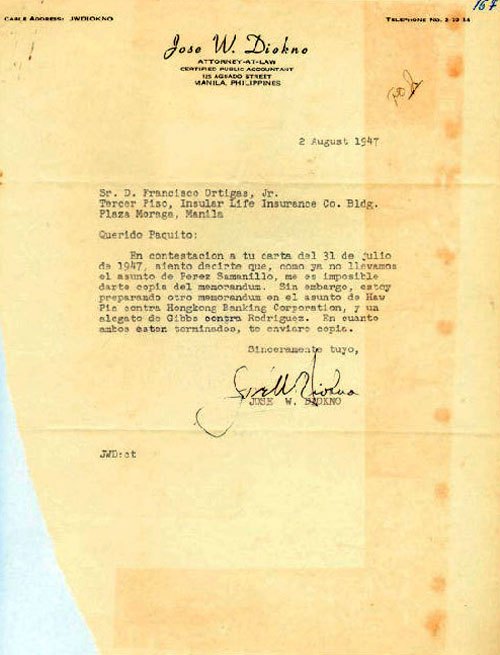 167
CABLE ADDRESS: JWDIOKNO
TELEPHONE NO. 2 19 14
Jose W. Diokno
ATTORNEY-AT-LAW
CERTIFIED PUBLIC ACCOUNTANT
125 AGUADO STREET
MANILA, PHILIPPINES
2 August 1947
Sr. D. Francisco Ortigas, Jr.
Tercer Piso, Insular Life Insurance Co. Bldg.
Plaza Moraga, Manila
Querido Paquito:
En contestacion a tu carta del 31 de julio
de 1947, siento decirte que, como ya no llevamos
el asunto de Perez Samanillo, me es imposible
darte copia del memorandum. Sin embargo, estoy
preparando otro memorandum en el asunto de Haw
Pia contra Hongkong Banking Corporation, y un
alegato de Gibbs contra Rodriguez. En cuanto
ambos esten terminados, te enviare copia.
Sinceramente tuyo,
Jose W. Diokno
JOSE W. DIOKNO
JWD:ct